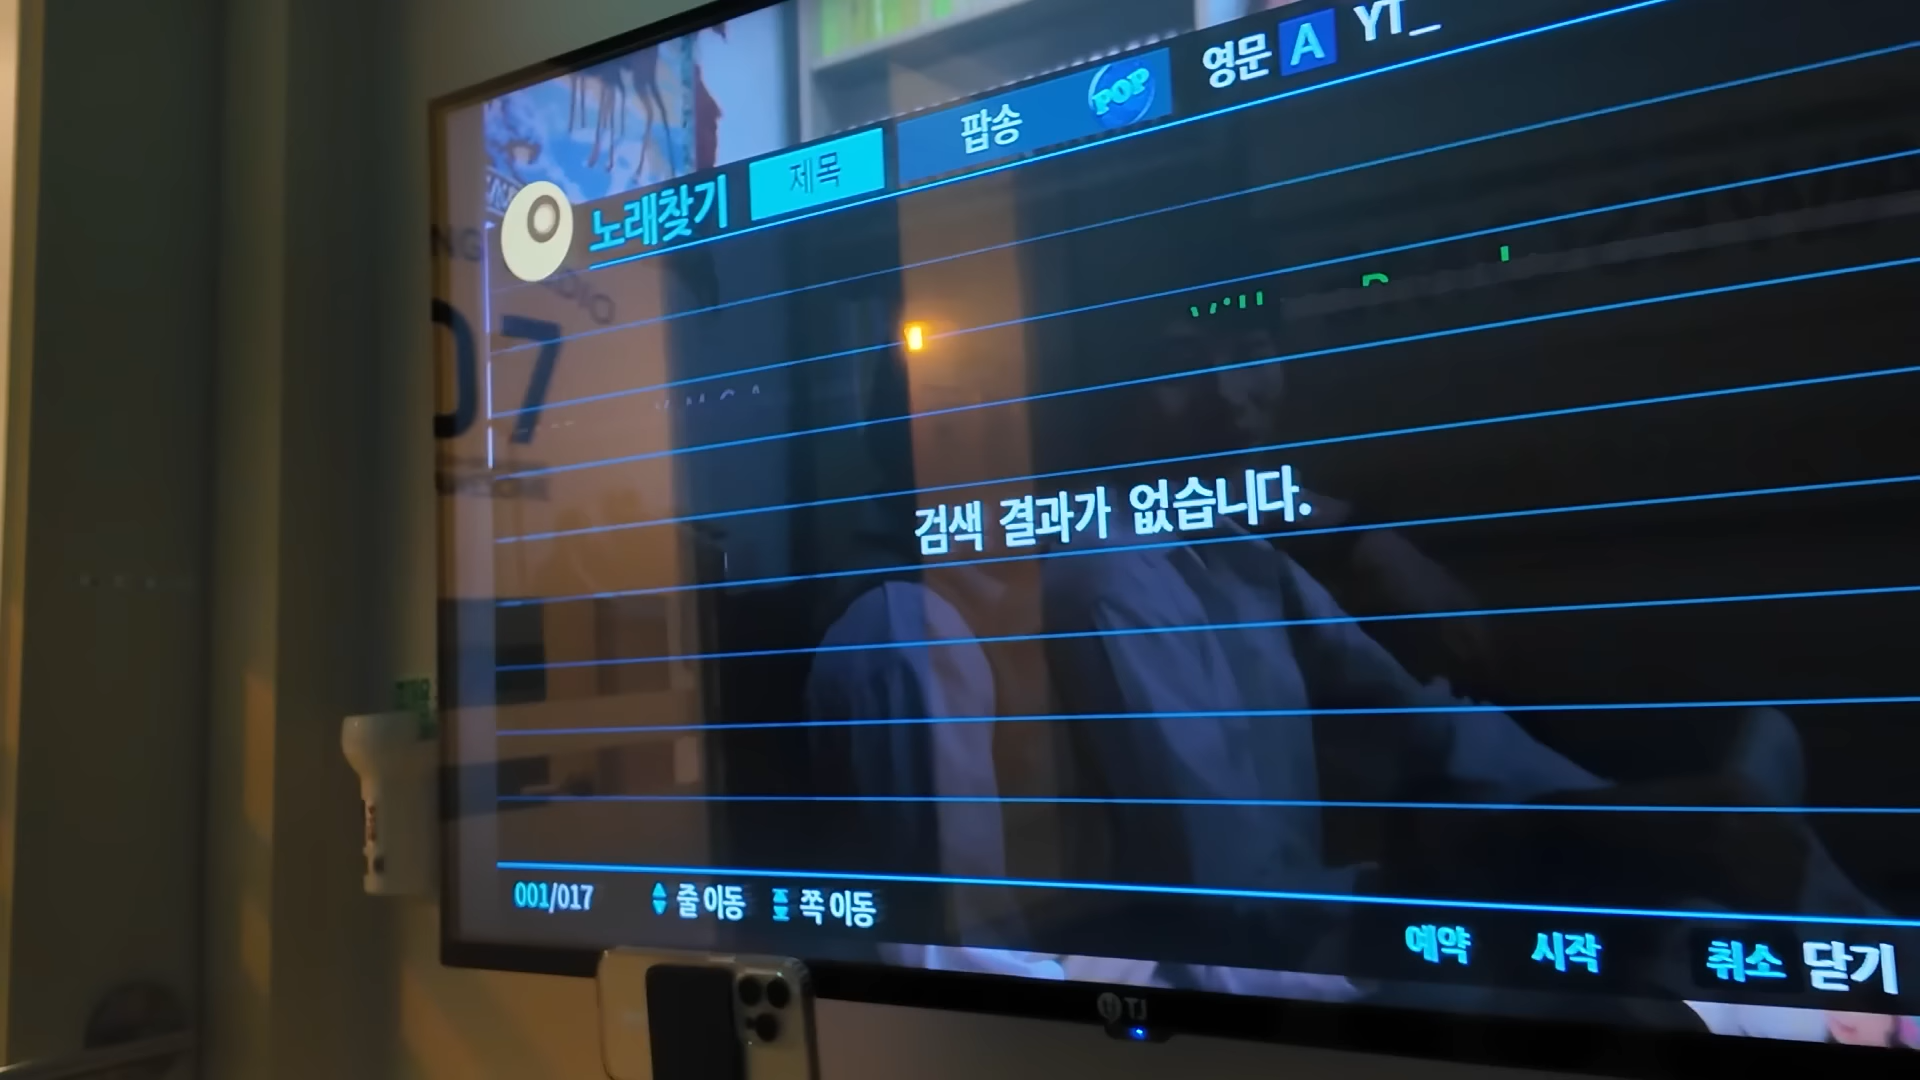 영문 A YT_
노래찾기 제목 팝송 POP
07
검색 결과가 없습니다.
001/017 줄 이동 쪽 이동
예약 시작 취소 닫기
TJ